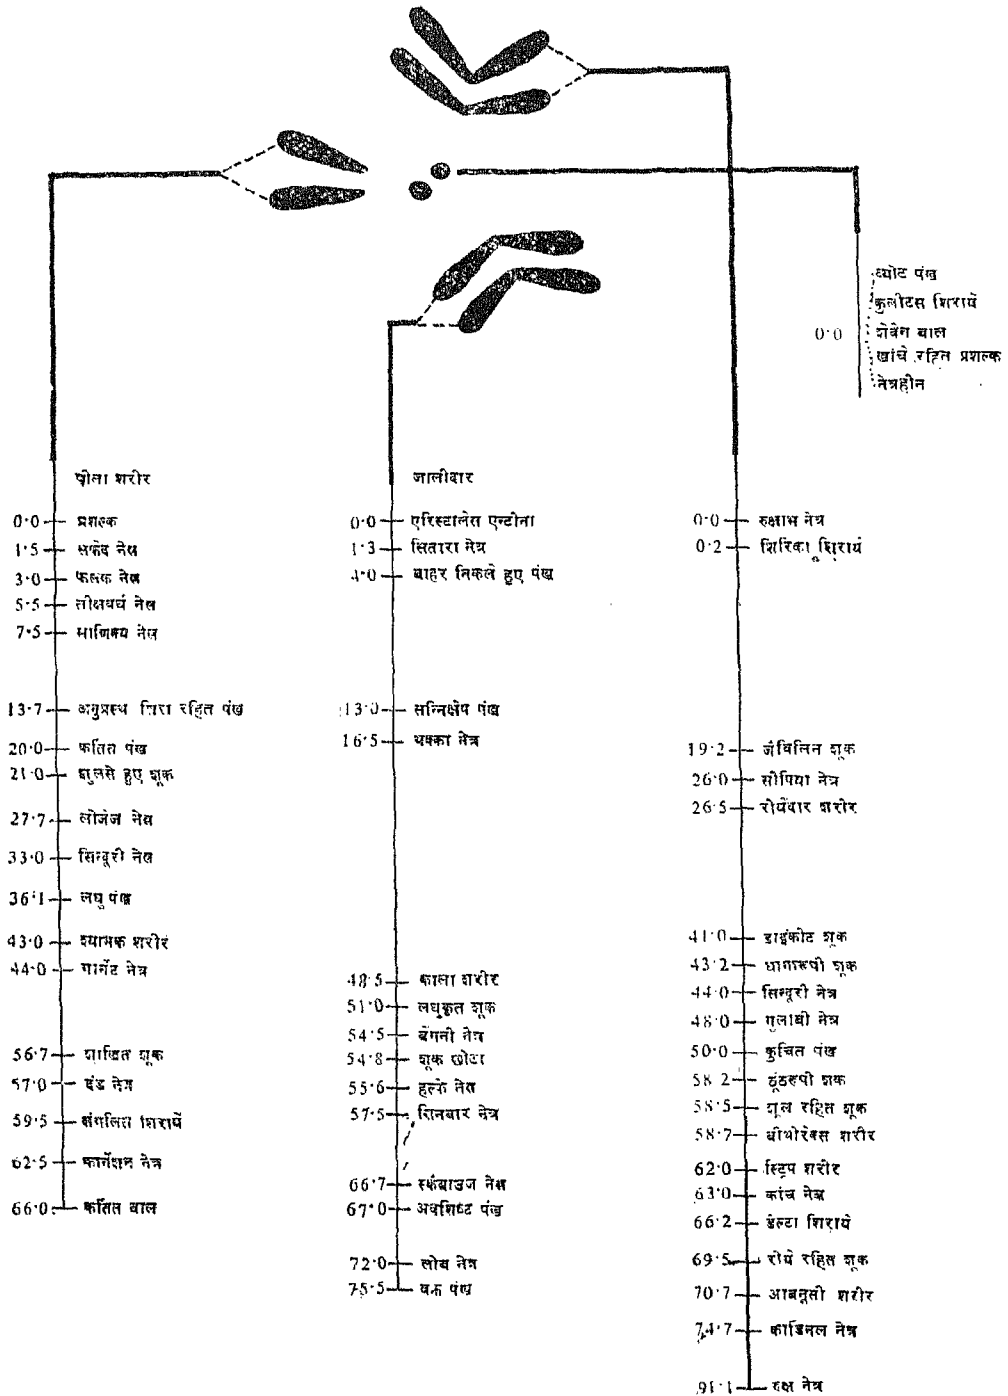 बेंट पंख
कुबीटस शिरायें
शेवेन बाल
0·0
खांचे रहित प्रशल्क
नेत्रहीन
पीला शरीर
0·0 प्रशल्क
1·5 सफेद नेत्र
3·0 फलक नेत्र
5·5
7·5 माणिक्य नेत्र
13·7 अनुप्रस्थ शिरा रहित पंख
20·0 कर्तित पंख
21·0 झुलसे हुए शूक
27·7 लोजेंज नेत्र
33·0 सिन्दूरी नेत्र
36·1 लघु पंख
43·0 श्यामक शरीर
44·0 गार्नेट नेत्र
56·7 शाखित शूक
57·0 दंड नेत्र
59·5 संगलित शिरायें
62·5 कार्नेशन नेत्र
66·0 कर्तित बाल
जालीदार
0·0 एरिस्टालेस एन्टीना
1·3 सितारा नेत्र
4·0 बाहर निकले हुए पंख
13·0 सन्निक्षेप पंख
16·5 थक्का नेत्र
48·5 काला शरीर
51·0 लघुकृत शूक
54·5 बैंगनी नेत्र
54·8 शूक छोटा
55·6 हल्के नेत्र
57·5 सिनबार नेत्र
66·7 नेत्र
67·0 अवशिष्ट पंख
72·0 लोब नेत्र
75·5 वक्र पंख
0·0 रुक्षाभ नेत्र
0·2 शिरिका शिरायें
19·2 जैविलिन शूक
26·0 सीपिया नेत्र
26·5 रोयेंदार शरीर
41·0 डाइकीट शूक
43·2 धागारूपी शूक
44·0 सिन्दूरी नेत्र
48·0 गुलाबी नेत्र
50·0 कुंचित पंख
58 2 ठूंठरूपी शूक
58·5 शूल रहित शूक
58·7 बीथोरेक्स शरीर
62·0 स्ट्रिप शरीर
63·0 कांच नेत्र
66·2 डेल्टा शिरायें
69·5 रोयें रहित शूक
70·7 आबनूसी शरीर
74·7 कार्डिनल नेत्र
91·1 रुक्ष नेत्र